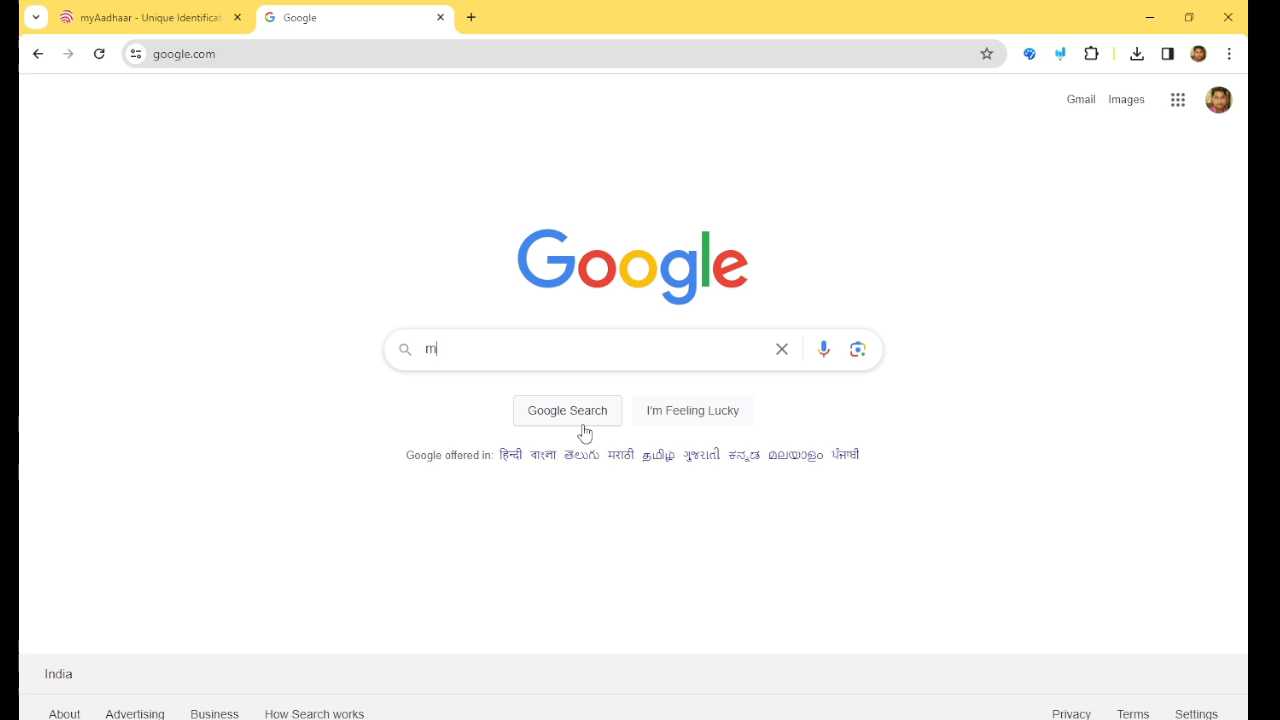 myAadhaar - Unique Identificat
Google
google.com
Gmail Images
Google
m
Google Search I'm Feeling Lucky
Google offered in: हिन्दी বাংলা తెలుగు मराठी தமிழ் ગુજરાતી ಕನ್ನಡ മലയാളം ਪੰਜਾਬੀ
India
About Advertising Business How Search works Privacy Terms Settings